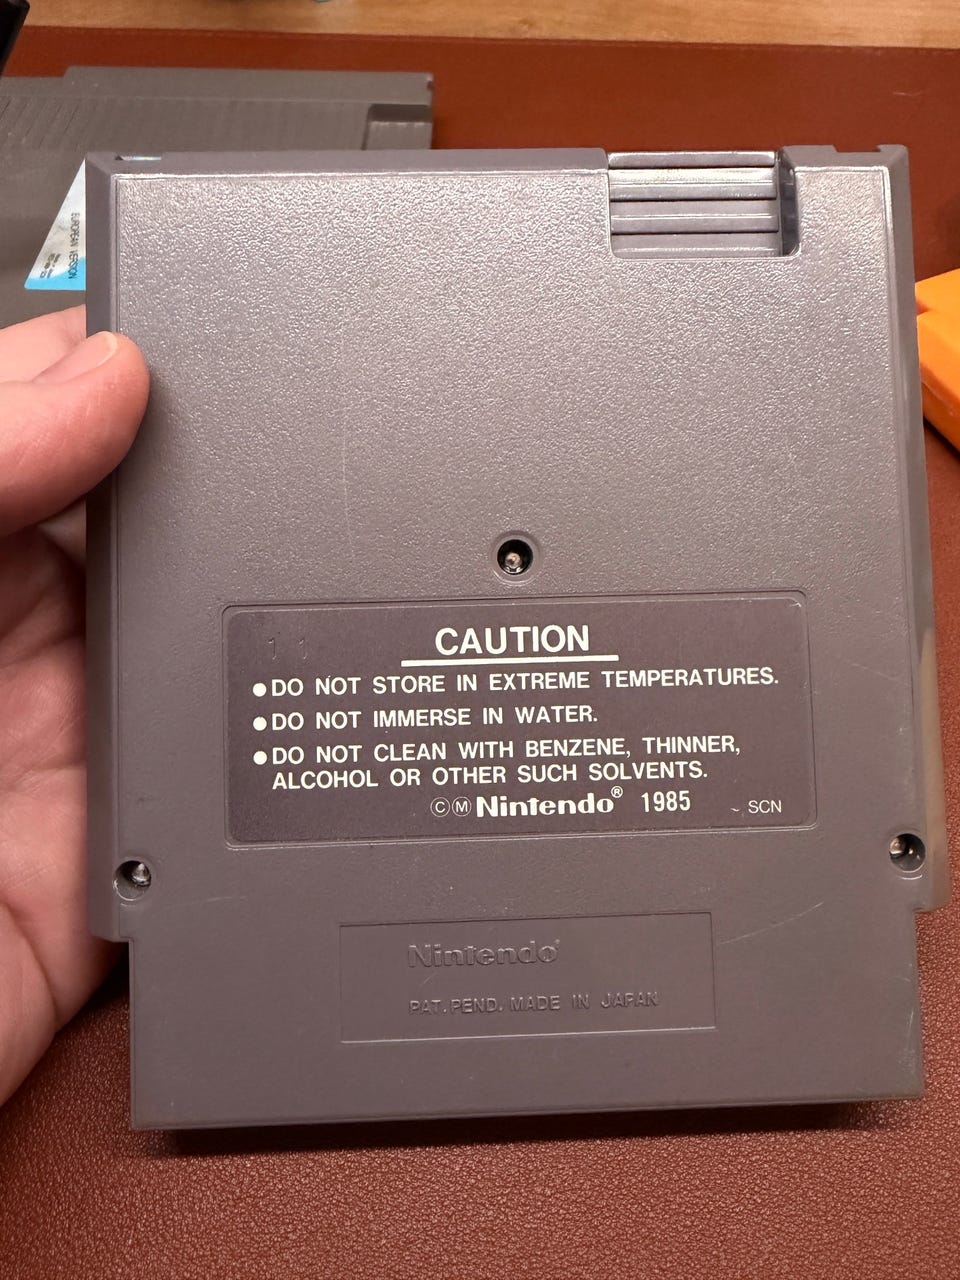 EUROPEAN VERSION
CAUTION
●DO NOT STORE IN EXTREME TEMPERATURES.
●DO NOT IMMERSE IN WATER.
●DO NOT CLEAN WITH BENZENE, THINNER,
ALCOHOL OR OTHER SUCH SOLVENTS.
ⒸⓂNintendo® 1985 SCN
Nintendo®
PAT. PEND. MADE IN JAPAN